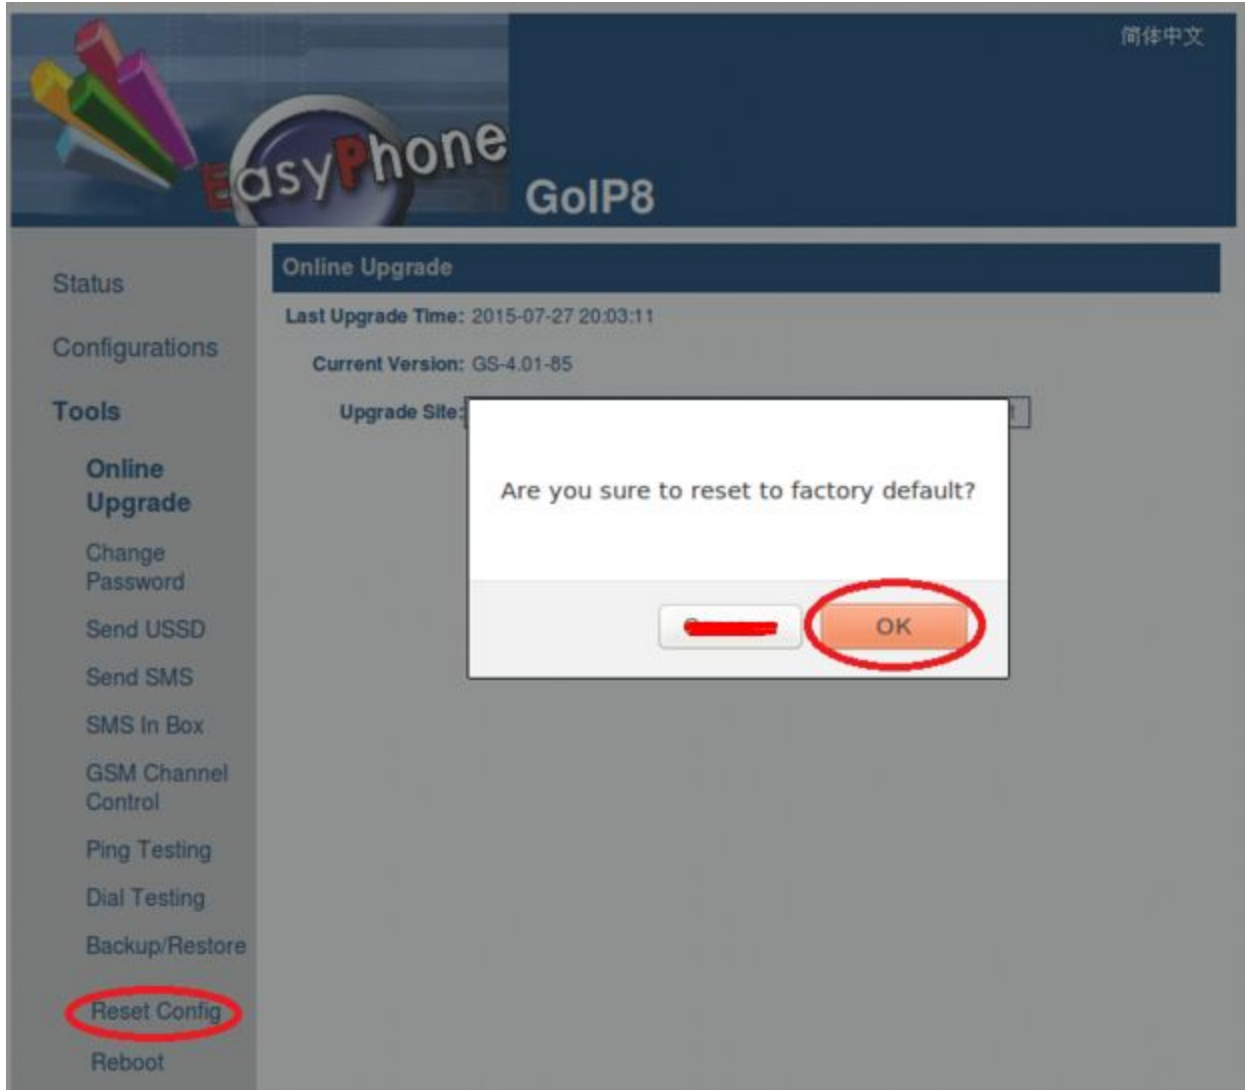 简体中文
EasyPhone
GoIP8
Status
Configurations
Tools
Online
Upgrade
Change
Password
Send USSD
Send SMS
SMS In Box
GSM Channel
Control
Ping Testing
Dial Testing
Backup/Restore
Reset Config
Reboot
Online Upgrade
Last Upgrade Time: 2015-07-27 20:03:11
Current Version: GS-4.01-85
Upgrade Site:
Are you sure to reset to factory default?
OK